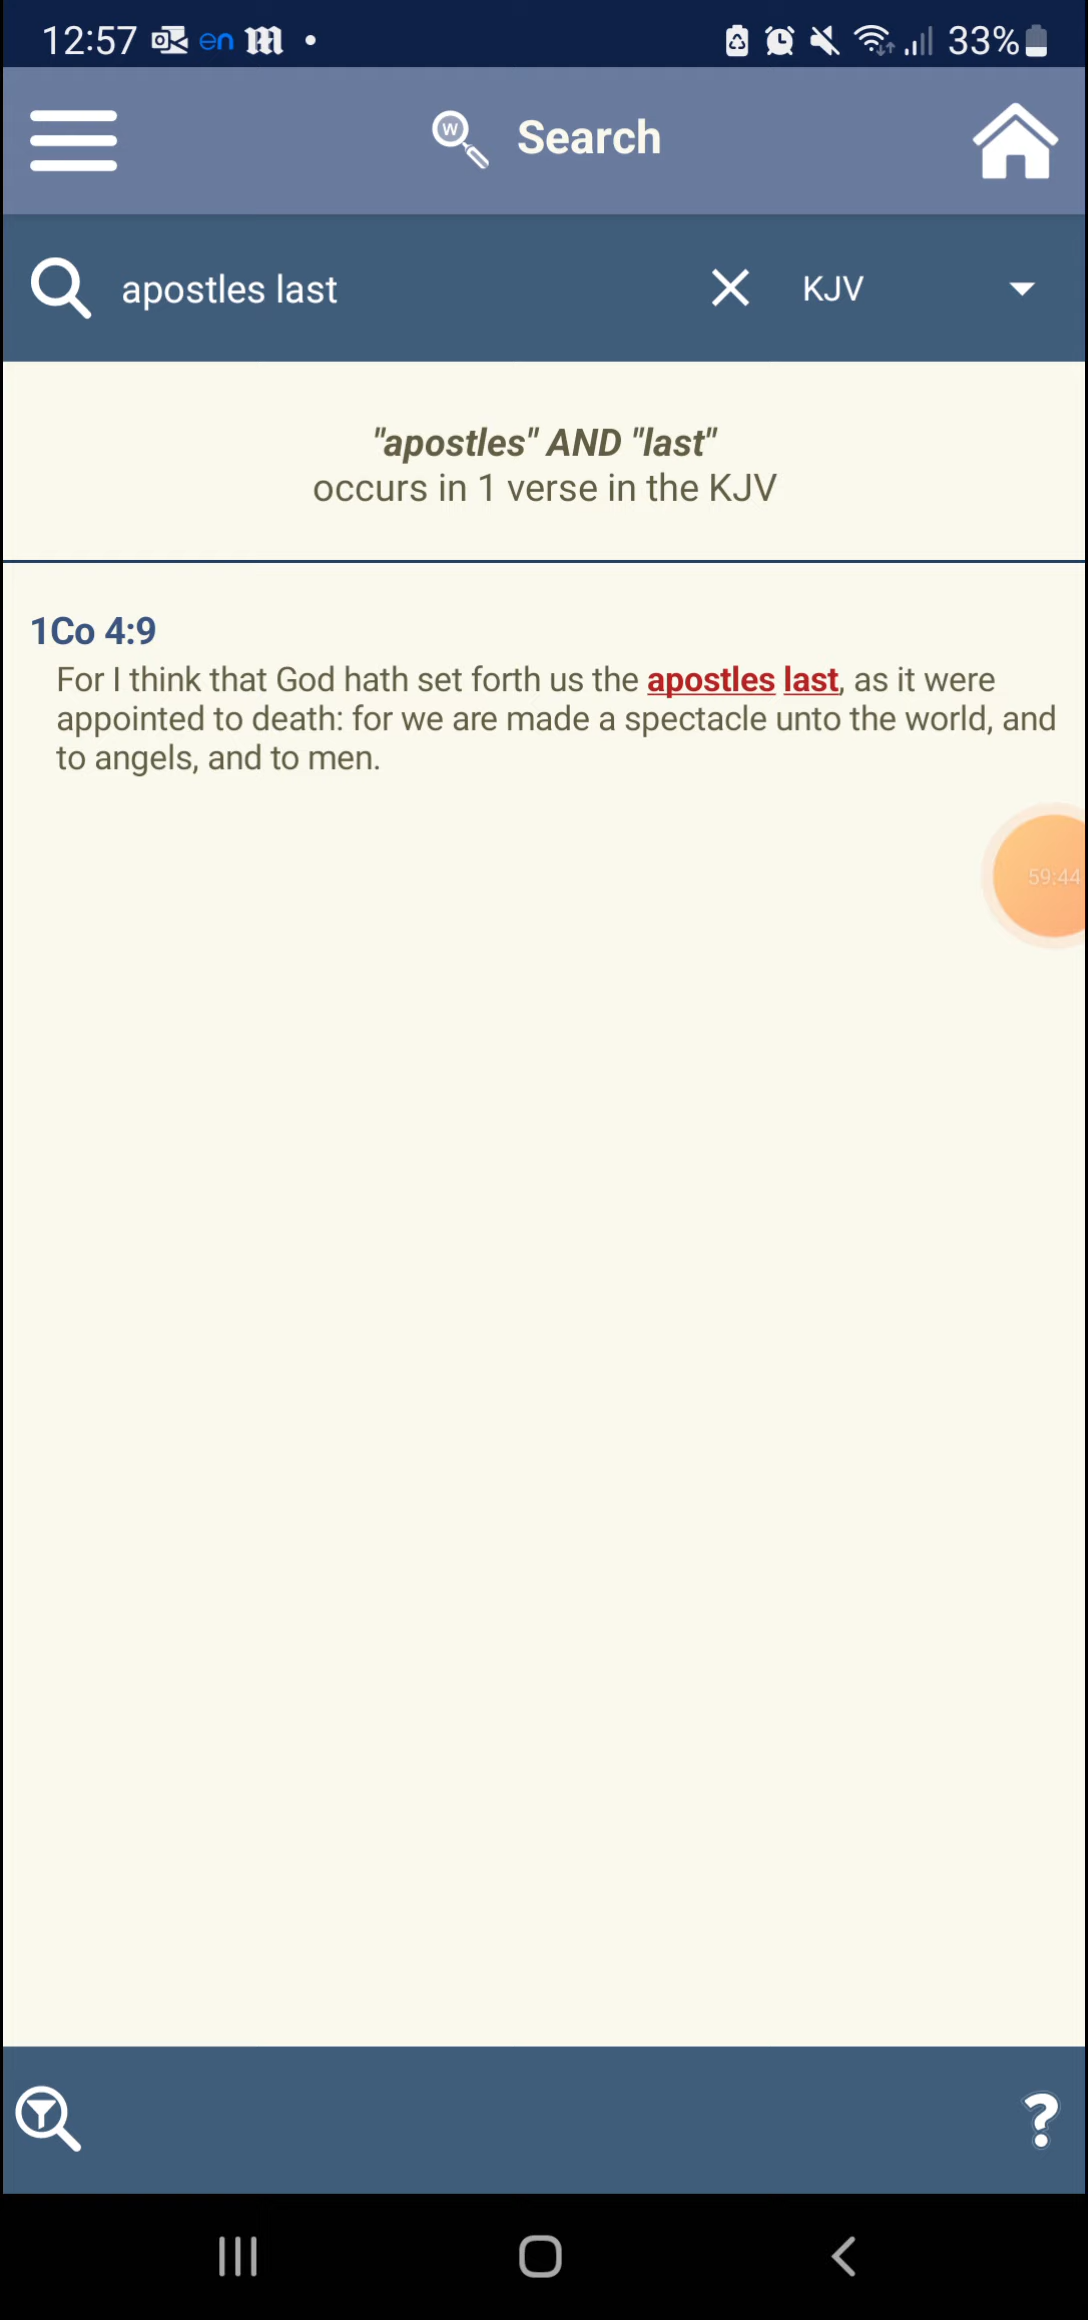 12:57 en 33%
W Search
apostles last KJV
"apostles" AND "last"
occurs in 1 verse in the KJV
1Co 4:9
For I think that God hath set forth us the apostles last, as it were
appointed to death: for we are made a spectacle unto the world, and
to angels, and to men.
59:44
?